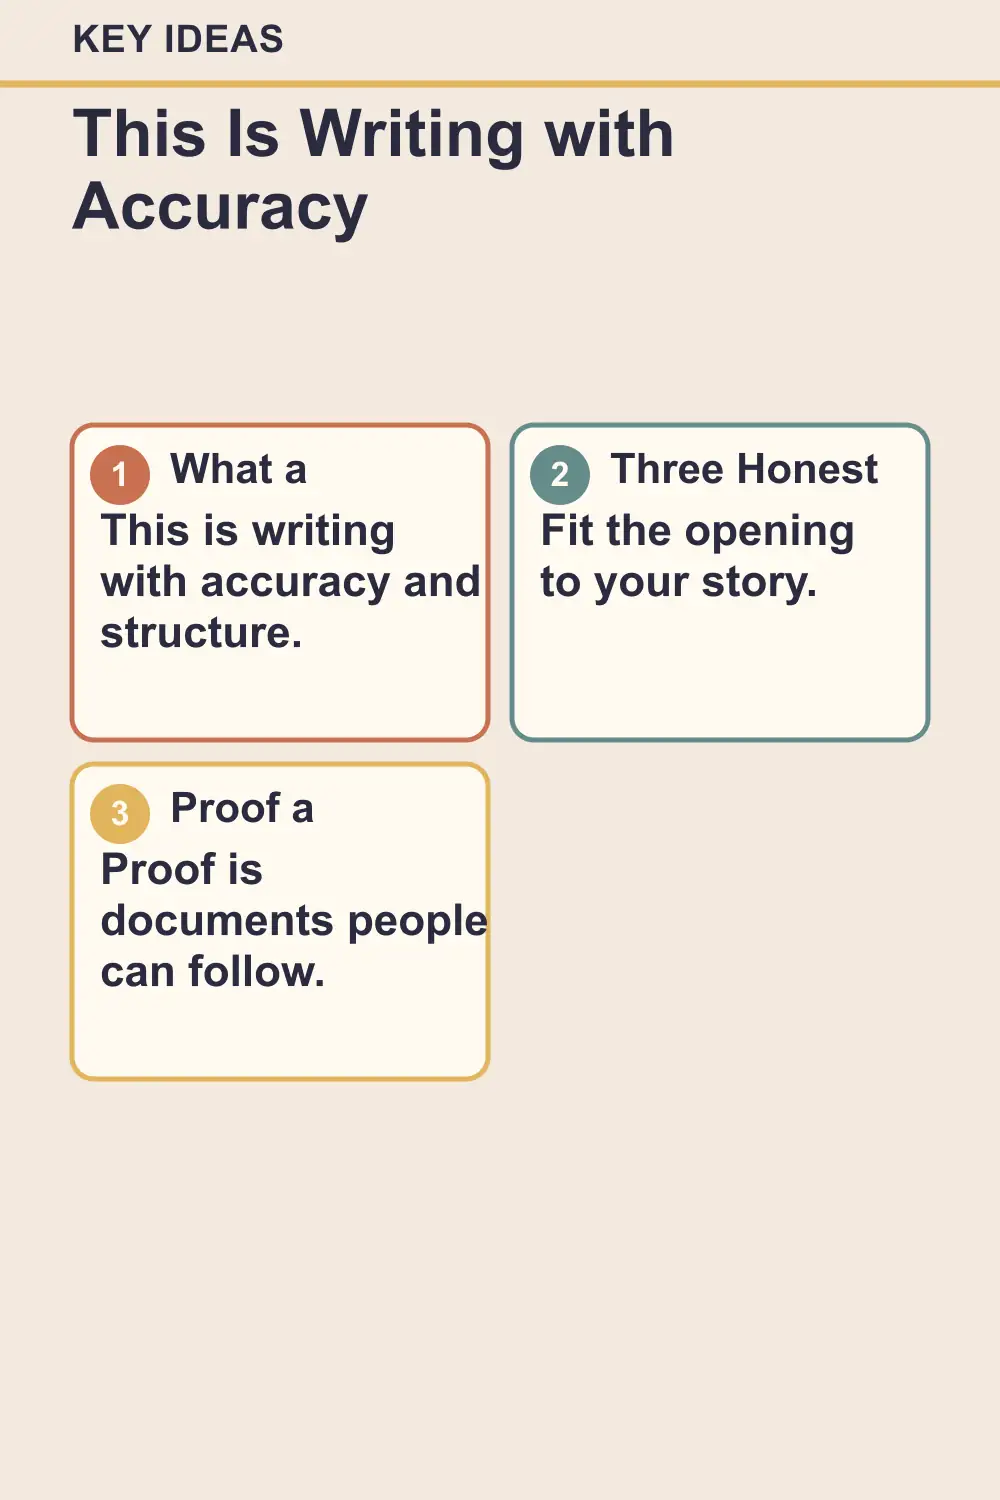 KEY IDEAS
This Is Writing with
Accuracy
1 What a
This is writing
with accuracy and
structure.
2 Three Honest
Fit the opening
to your story.
3 Proof a
Proof is
documents people
can follow.